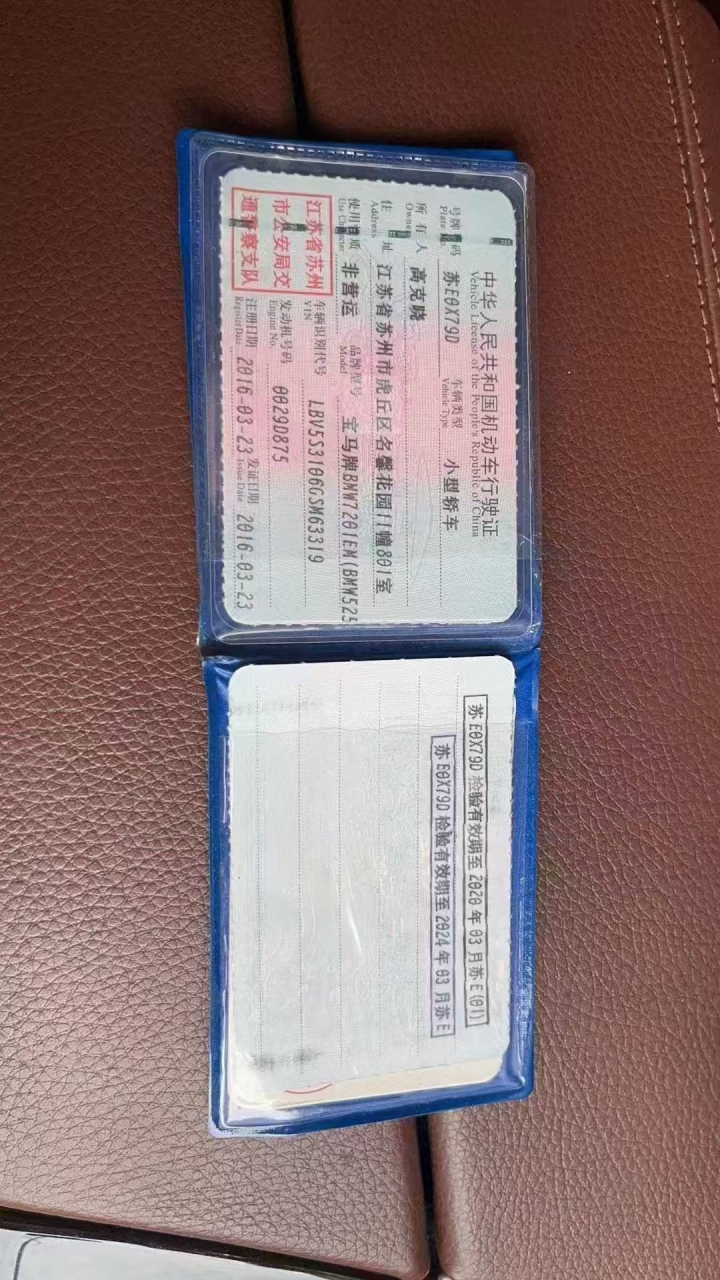 中华人民共和国机动车行驶证
Vehicle License of the People's Republic of China
号牌号码 苏E0X79D 车辆类型 小型轿车
Plate No. Vehicle Type
所有人 高克晓
Owner
住址 江苏省苏州市虎丘区名馨花园11幢801室
Address
使用性质 非营运 品牌型号 宝马牌BMW7201EM(BMW525
Use Character Model
江苏省苏州
市公安局交
通警察支队
车辆识别代号 LBV5S3106GSM63319
VIN
发动机号码 0029D875
Engine No.
注册日期 2016-03-23 发证日期 2016-03-23
Register Date Issue Date
苏E0X79D 检验有效期至2020年03月苏E(01)
苏E0X79D 检验有效期至2024年03月苏E